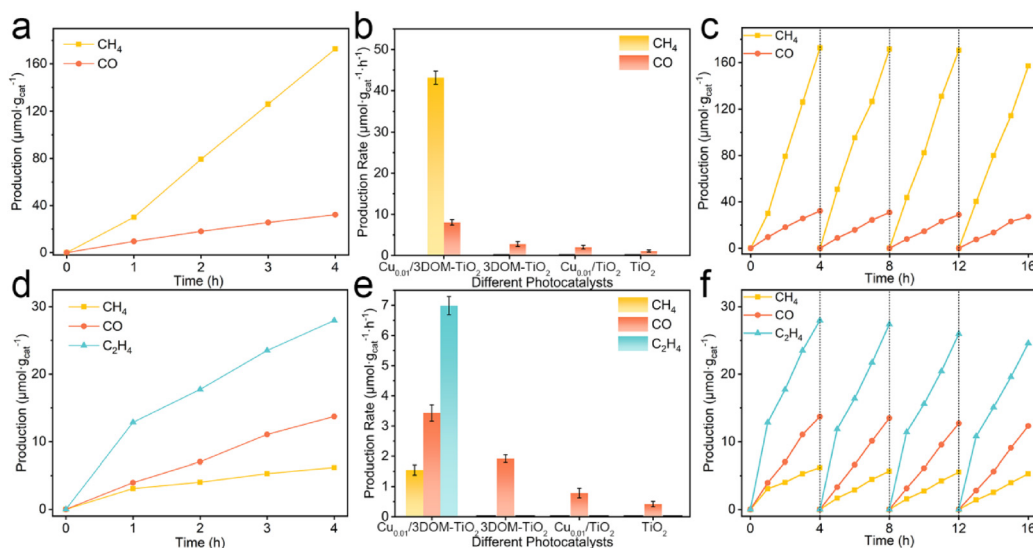 a
CH₄
CO
Production (μmol·g_cat⁻¹)
160
120
80
40
0
0 1 2 3 4
Time (h)
b
CH₄
CO
Production Rate (μmol·g_cat⁻¹·h⁻¹)
50
40
30
20
10
0
Cu₀.₀₁/3DOM-TiO₂ 3DOM-TiO₂ Cu₀.₀₁/TiO₂ TiO₂
Different Photocatalysts
c
CH₄
CO
Production (μmol·g_cat⁻¹)
160
120
80
40
0
0 4 8 12 16
Time (h)
d
CH₄
CO
C₂H₄
Production (μmol·g_cat⁻¹)
30
20
10
0
0 1 2 3 4
Time (h)
e
CH₄
CO
C₂H₄
Production Rate (μmol·g_cat⁻¹·h⁻¹)
7
6
5
4
3
2
1
0
Cu₀.₀₁/3DOM-TiO₂ 3DOM-TiO₂ Cu₀.₀₁/TiO₂ TiO₂
Different Photocatalysts
f
CH₄
CO
C₂H₄
Production (μmol·g_cat⁻¹)
30
20
10
0
0 4 8 12 16
Time (h)